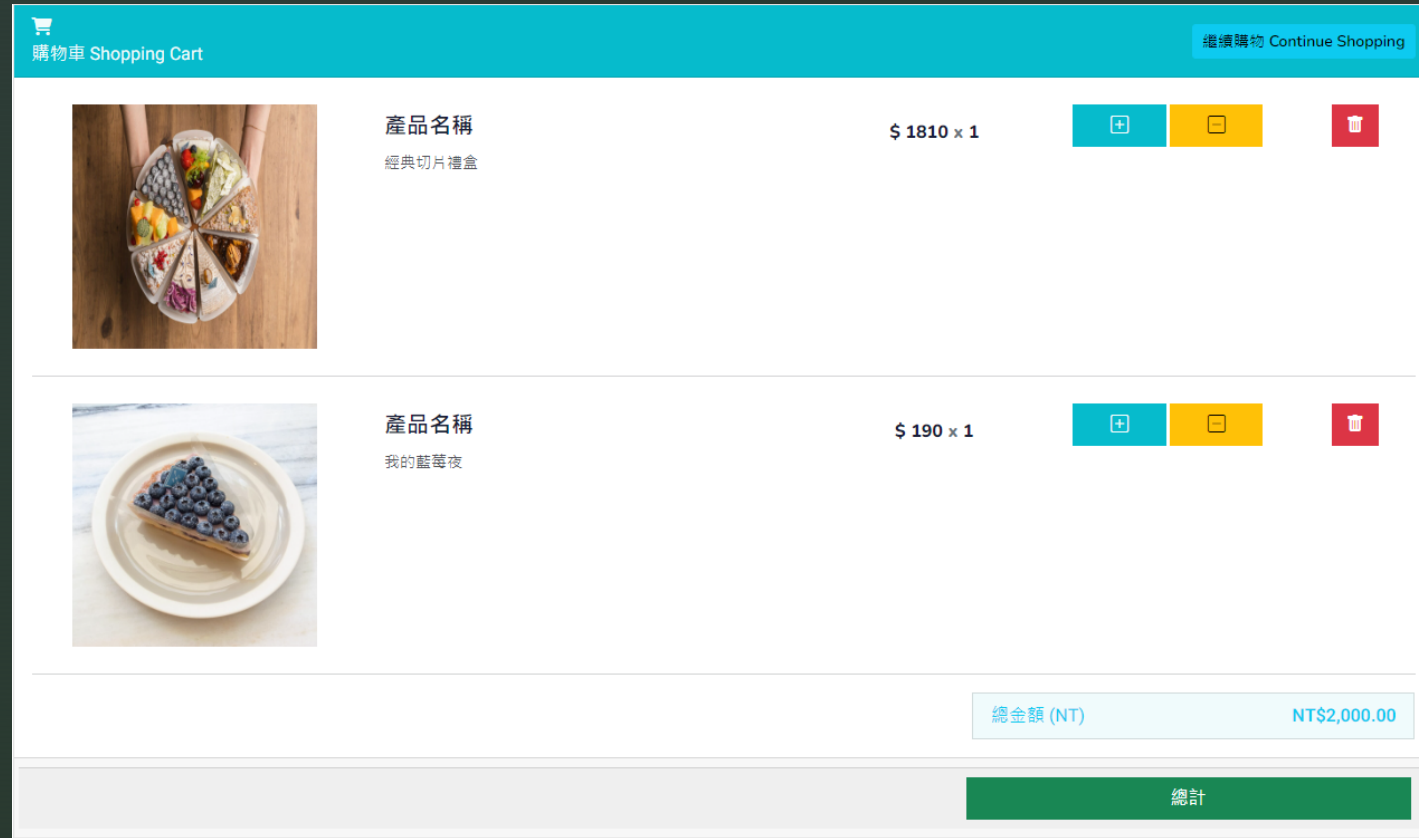 購物車 Shopping Cart
繼續購物 Continue Shopping
產品名稱
經典切片禮盒
$ 1810 x 1
產品名稱
我的藍莓夜
$ 190 x 1
總金額 (NT)
NT$2,000.00
總計